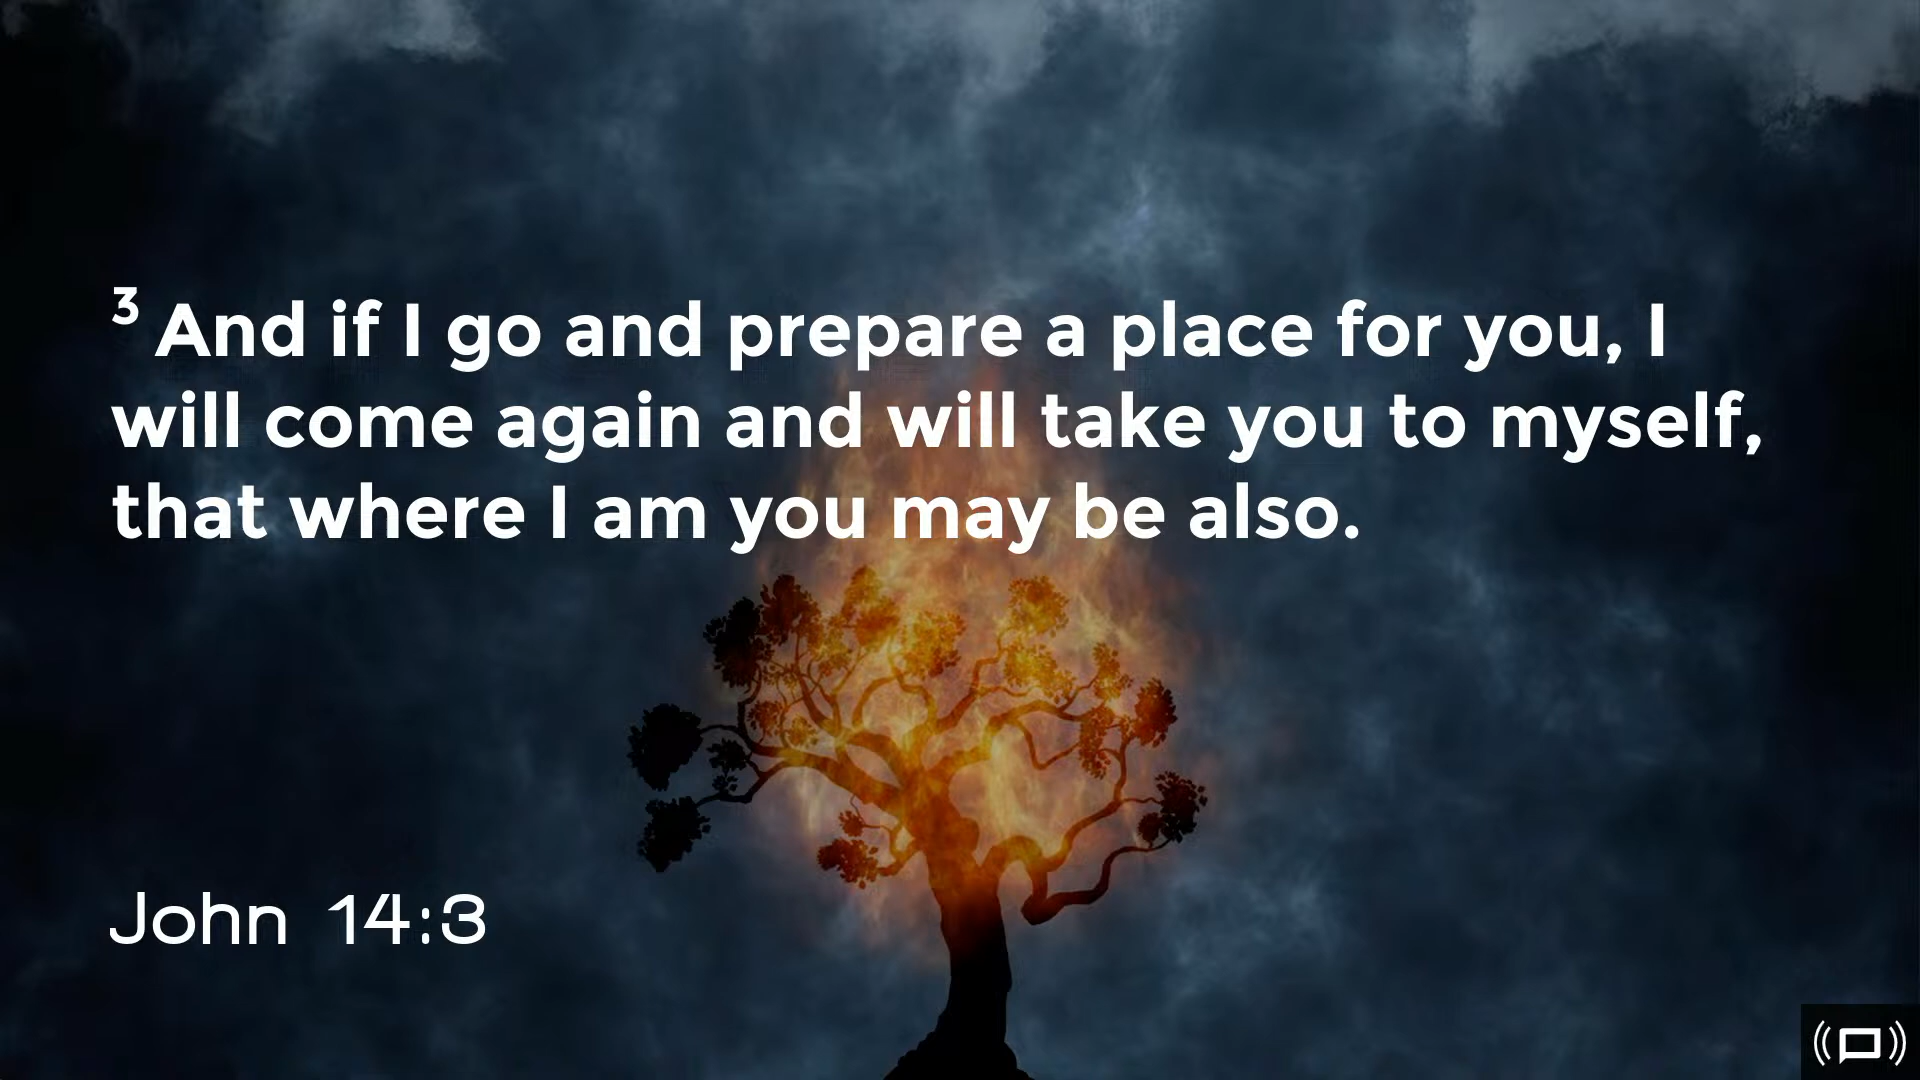 3 And if I go and prepare a place for you, I
will come again and will take you to myself,
that where I am you may be also.
John 14:3